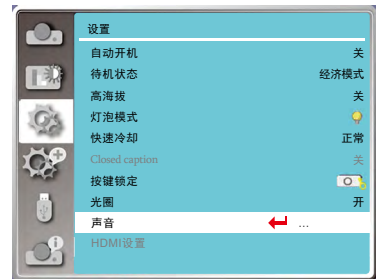 设置
自动开机 关
待机状态 经济模式
高海拔 关
灯泡模式
快速冷却 正常
Closed caption 关
按键锁定
光圈 开
声音 ...
HDMI设置